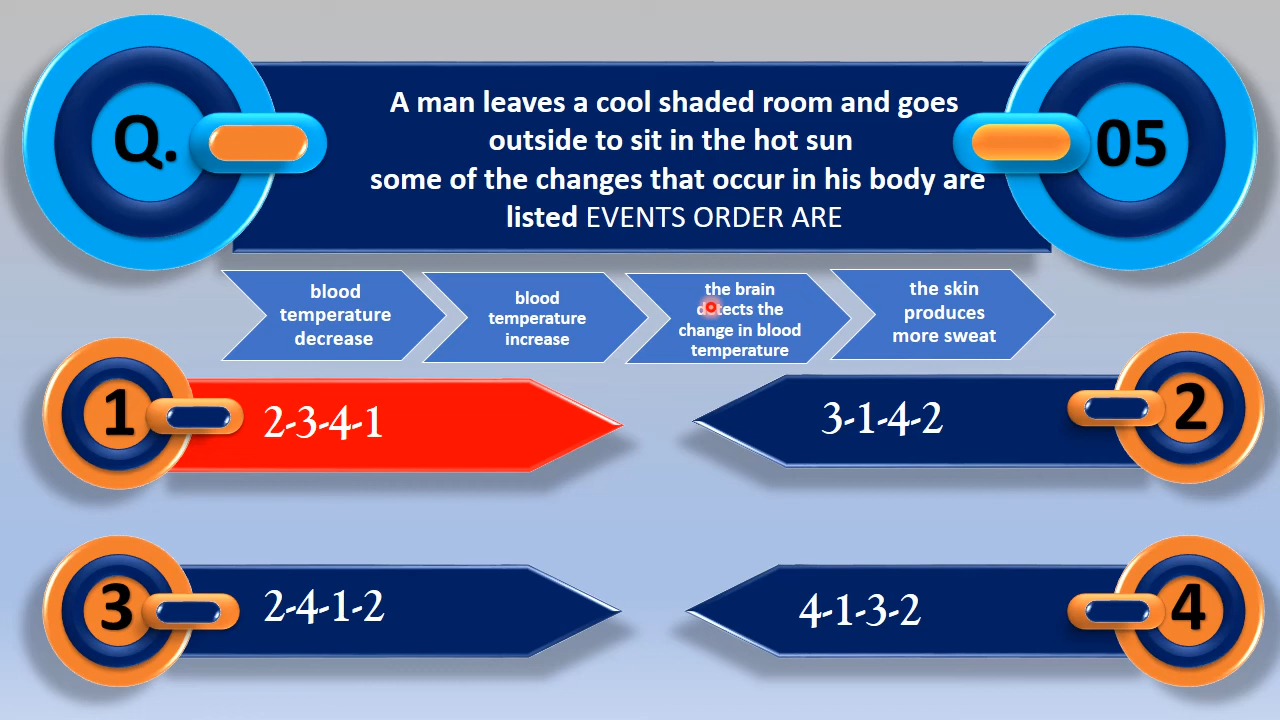 Q.
A man leaves a cool shaded room and goes
outside to sit in the hot sun
some of the changes that occur in his body are
listed EVENTS ORDER ARE
05
blood
temperature
decrease
blood
temperature
increase
the brain
detects the
change in blood
temperature
the skin
produces
more sweat
1
2-3-4-1
3-1-4-2
2
3
2-4-1-2
4-1-3-2
4